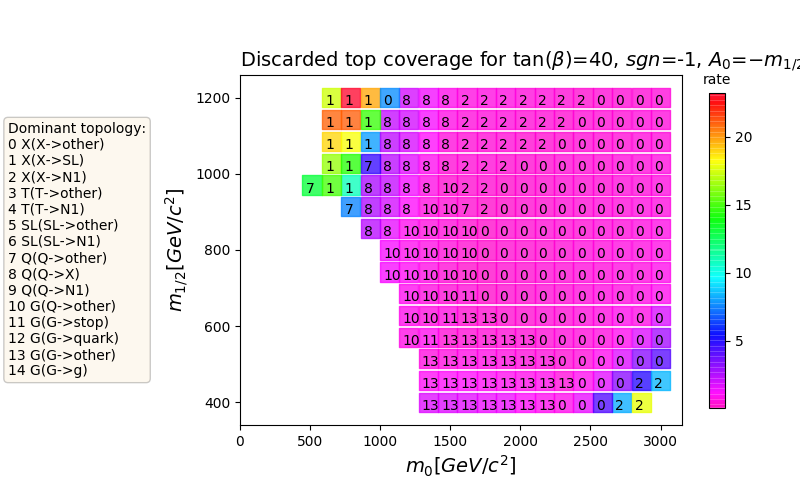 Discarded top coverage for tan(β)=40, sgn=-1, A₀=−m₁/₂
rate
Dominant topology:
0 X(X->other)
1 X(X->SL)
2 X(X->N1)
3 T(T->other)
4 T(T->N1)
5 SL(SL->other)
6 SL(SL->N1)
7 Q(Q->other)
8 Q(Q->X)
9 Q(Q->N1)
10 G(Q->other)
11 G(G->stop)
12 G(G->quark)
13 G(G->other)
14 G(G->g)
m₁/₂[GeV/c²]
1200
1000
800
600
400
1 1 1 0 8 8 8 2 2 2 2 2 2 2 0 0 0 0
1 1 1 8 8 8 8 2 2 2 2 2 2 0 0 0 0 0
1 1 1 8 8 8 8 2 2 2 2 2 0 0 0 0 0 0
1 1 7 8 8 8 8 2 2 2 0 0 0 0 0 0 0 0
7 1 1 8 8 8 8 10 2 2 0 0 0 0 0 0 0 0 0
7 8 8 8 10 10 7 2 0 0 0 0 0 0 0 0 0
8 8 10 10 10 10 0 0 0 0 0 0 0 0 0 0
10 10 10 10 10 0 0 0 0 0 0 0 0 0 0
10 10 10 10 10 0 0 0 0 0 0 0 0 0 0
10 10 10 11 0 0 0 0 0 0 0 0 0 0
10 10 11 13 13 0 0 0 0 0 0 0 0 0
10 11 13 13 13 13 13 0 0 0 0 0 0 0
13 13 13 13 13 13 13 0 0 0 0 0 0
13 13 13 13 13 13 13 13 0 0 0 2 2
13 13 13 13 13 13 13 0 0 0 2 2
0 500 1000 1500 2000 2500 3000
m₀[GeV/c²]
20
15
10
5